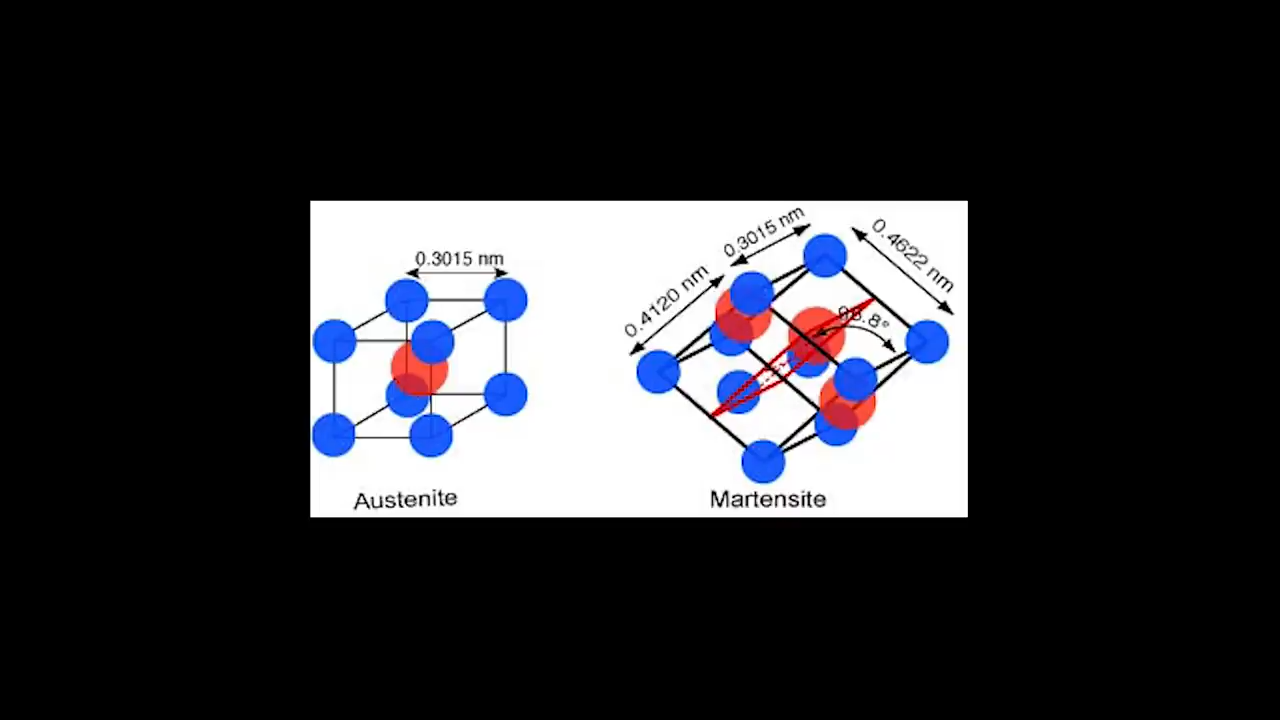 0.3015 nm
Austenite
0.4120 nm
0.3015 nm
0.4622 nm
Martensite